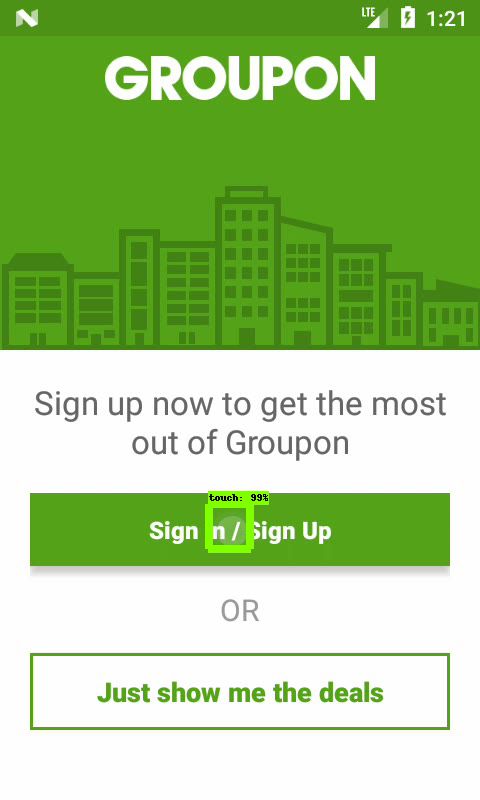 LTE 1:21
GROUPON
Sign up now to get the most
out of Groupon
touch: 99%
Sign In / Sign Up
OR
Just show me the deals